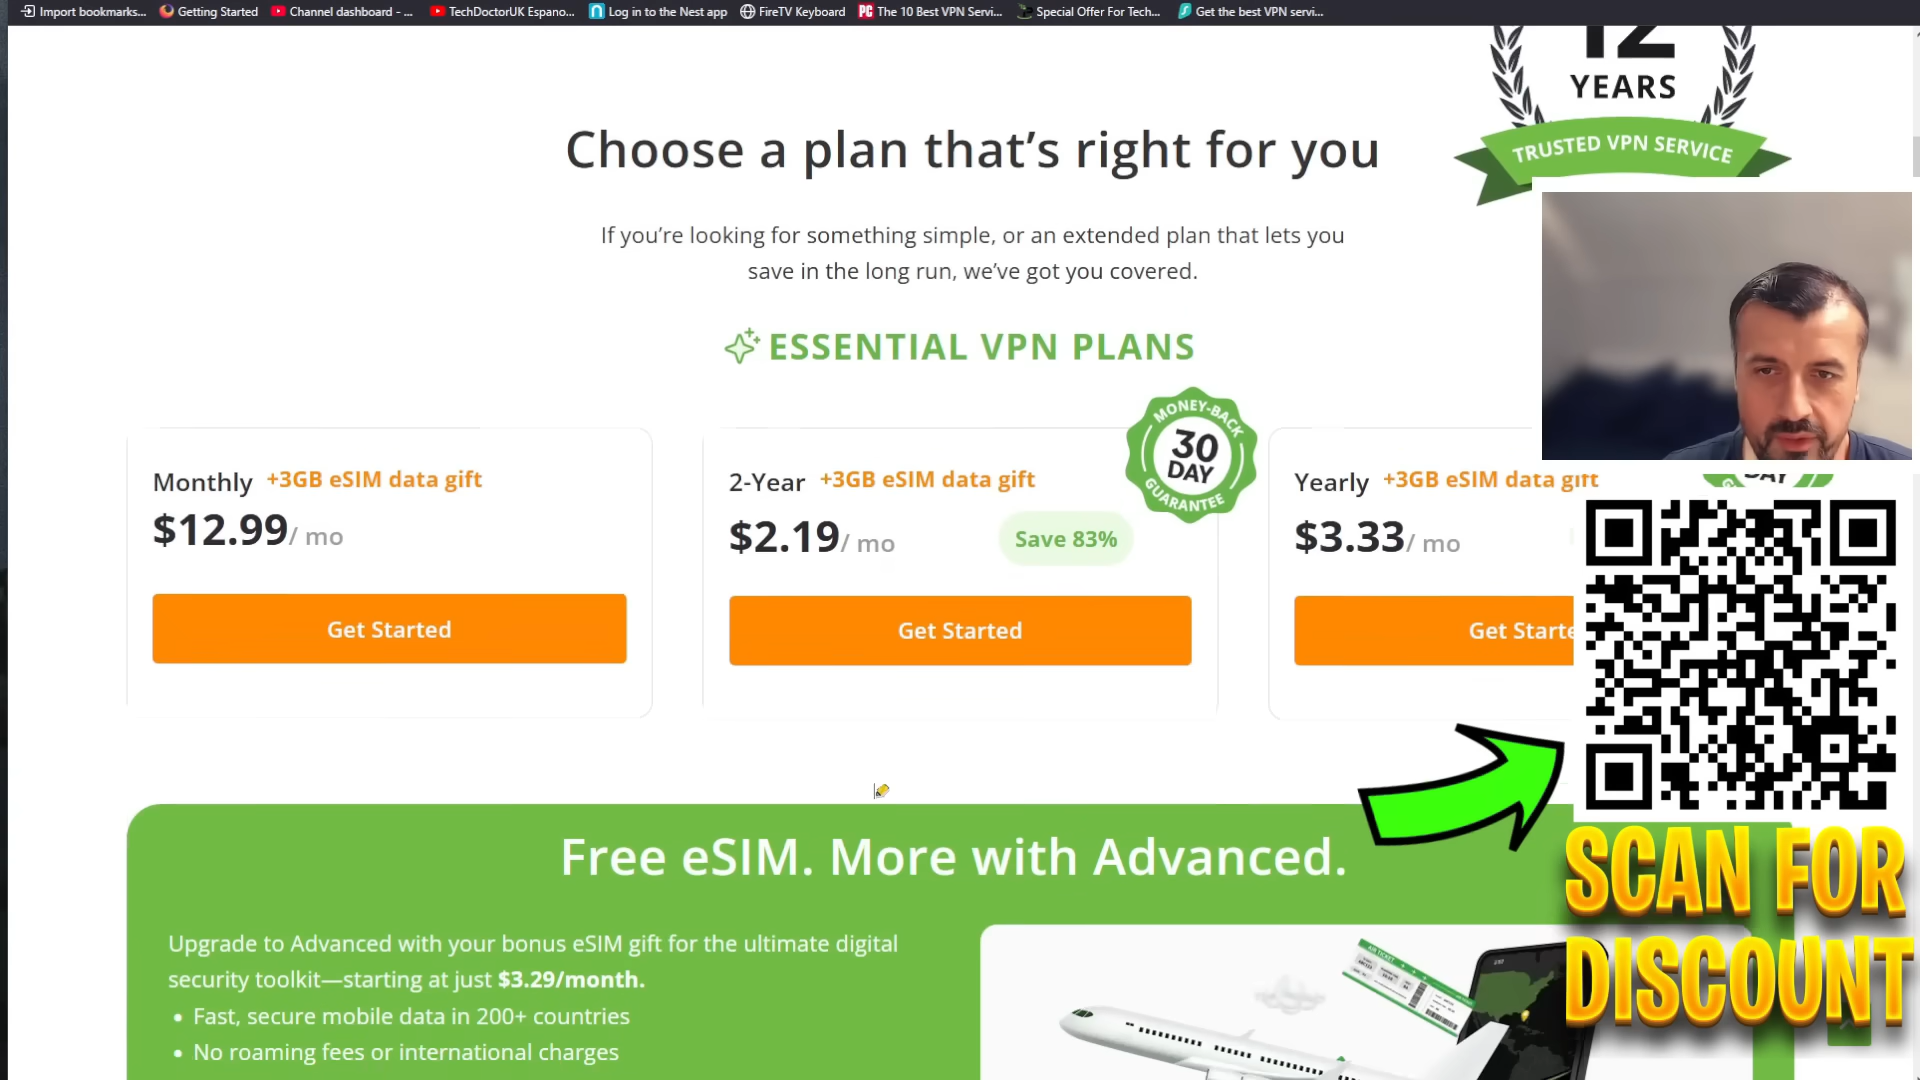 Import bookmarks...
Getting Started
Channel dashboard - ...
TechDoctorUK Espano...
Log in to the Nest app
FireTV Keyboard
PC The 10 Best VPN Servi...
Special Offer For Tech...
Get the best VPN servi...
12
YEARS
TRUSTED VPN SERVICE
Choose a plan that’s right for you
If you’re looking for something simple, or an extended plan that lets you
save in the long run, we’ve got you covered.
ESSENTIAL VPN PLANS
Monthly +3GB eSIM data gift
$12.99/ mo
Get Started
2-Year +3GB eSIM data gift
$2.19/ mo
Save 83%
MONEY-BACK
30
DAY
GUARANTEE
Get Started
Yearly +3GB eSIM data gift
$3.33/ mo
DAY
Get Starte
Free eSIM. More with Advanced.
Upgrade to Advanced with your bonus eSIM gift for the ultimate digital
security toolkit—starting at just $3.29/month.
• Fast, secure mobile data in 200+ countries
• No roaming fees or international charges
AIR TICKET
SCAN FOR
DISCOUNT